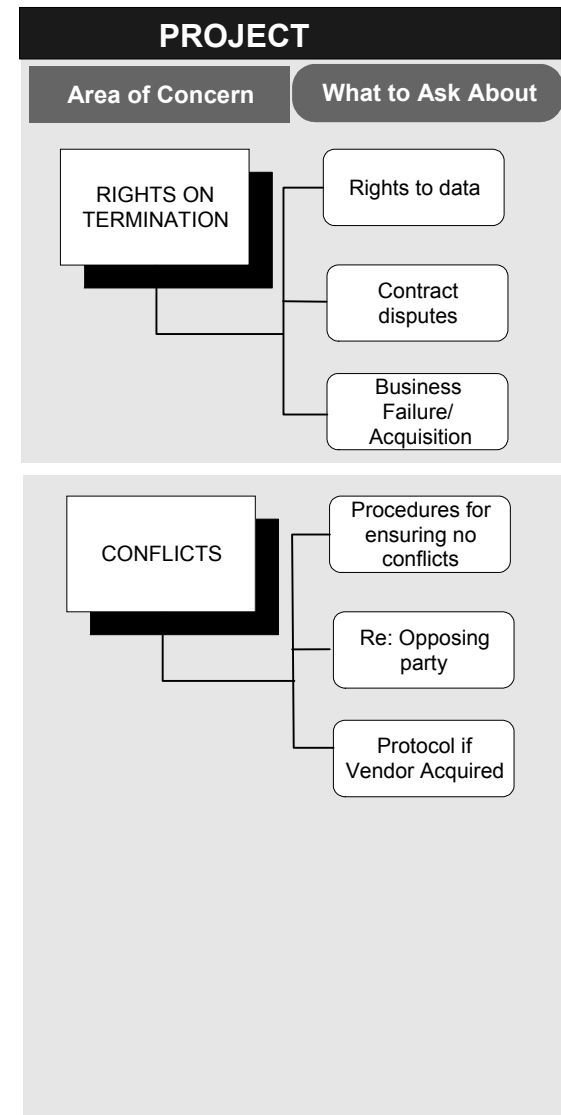 PROJECT
Area of Concern
What to Ask About
RIGHTS ON
TERMINATION
Rights to data
Contract
disputes
Business
Failure/
Acquisition
CONFLICTS
Procedures for
ensuring no
conflicts
Re: Opposing
party
Protocol if
Vendor Acquired